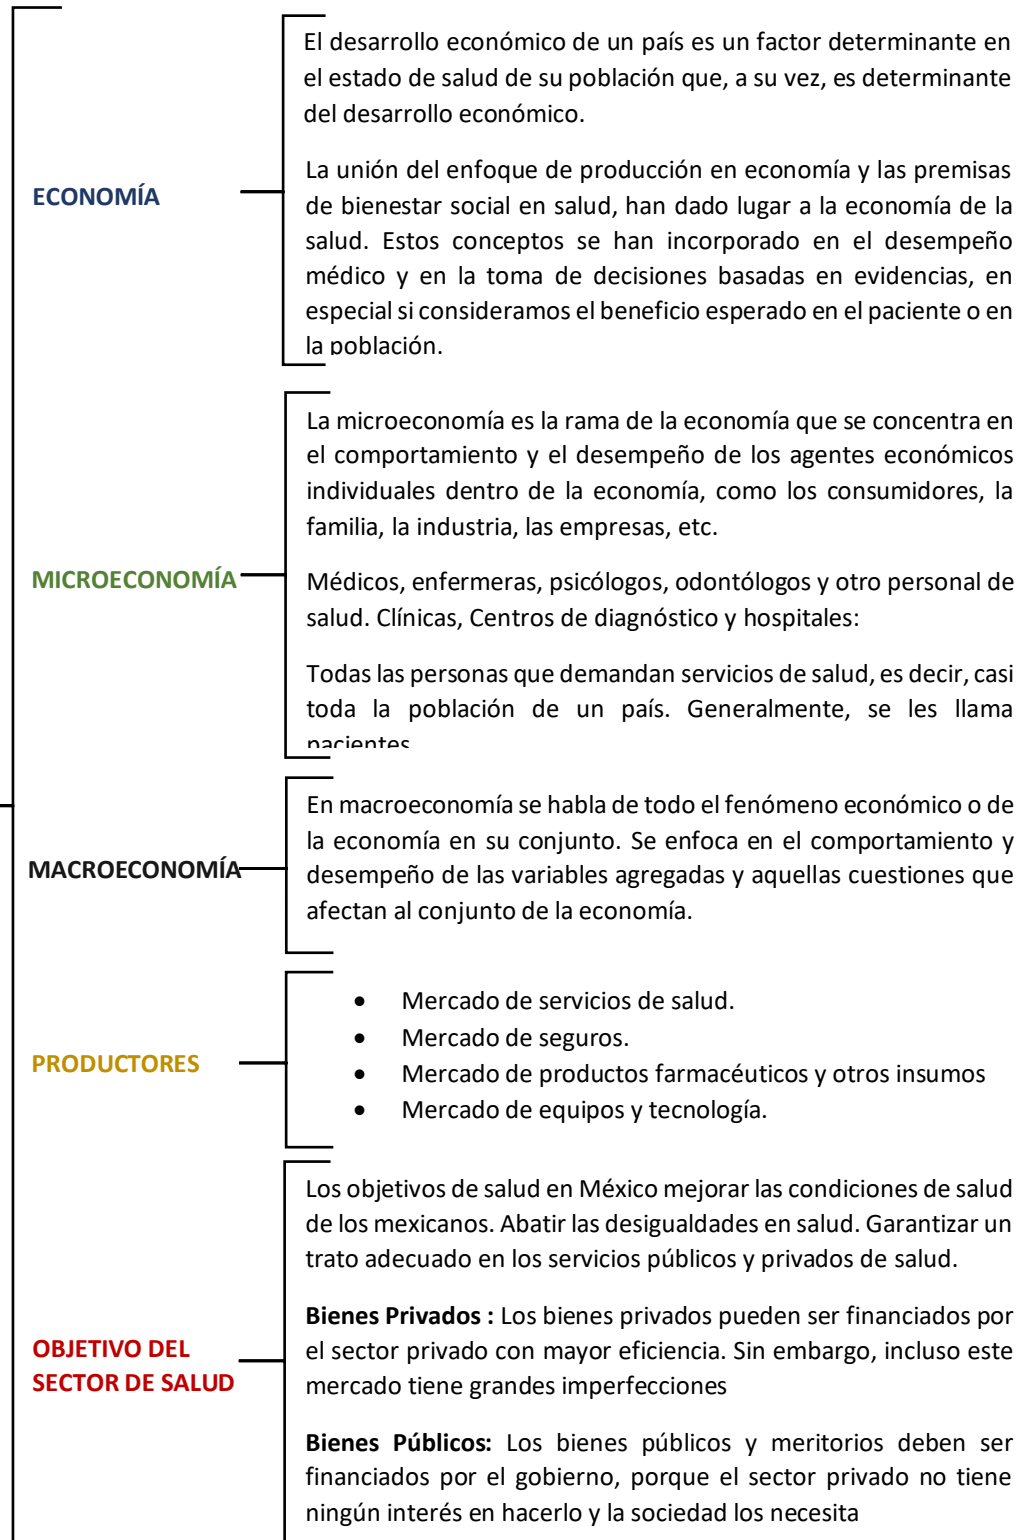 El desarrollo económico de un país es un factor determinante en
el estado de salud de su población que, a su vez, es determinante
del desarrollo económico.
ECONOMÍA
La unión del enfoque de producción en economía y las premisas
de bienestar social en salud, han dado lugar a la economía de la
salud. Estos conceptos se han incorporado en el desempeño
médico y en la toma de decisiones basadas en evidencias, en
especial si consideramos el beneficio esperado en el paciente o en
la población.
La microeconomía es la rama de la economía que se concentra en
el comportamiento y el desempeño de los agentes económicos
individuales dentro de la economía, como los consumidores, la
familia, la industria, las empresas, etc.
MICROECONOMÍA
Médicos, enfermeras, psicólogos, odontólogos y otro personal de
salud. Clínicas, Centros de diagnóstico y hospitales:
Todas las personas que demandan servicios de salud, es decir, casi
toda la población de un país. Generalmente, se les llama
pacientes
En macroeconomía se habla de todo el fenómeno económico o de
la economía en su conjunto. Se enfoca en el comportamiento y
MACROECONOMÍA
desempeño de las variables agregadas y aquellas cuestiones que
afectan al conjunto de la economía.
• Mercado de servicios de salud.
• Mercado de seguros.
PRODUCTORES
• Mercado de productos farmacéuticos y otros insumos
• Mercado de equipos y tecnología.
Los objetivos de salud en México mejorar las condiciones de salud
de los mexicanos. Abatir las desigualdades en salud. Garantizar un
trato adecuado en los servicios públicos y privados de salud.
OBJETIVO DEL
SECTOR DE SALUD
Bienes Privados : Los bienes privados pueden ser financiados por
el sector privado con mayor eficiencia. Sin embargo, incluso este
mercado tiene grandes imperfecciones
Bienes Públicos: Los bienes públicos y meritorios deben ser
financiados por el gobierno, porque el sector privado no tiene
ningún interés en hacerlo y la sociedad los necesita